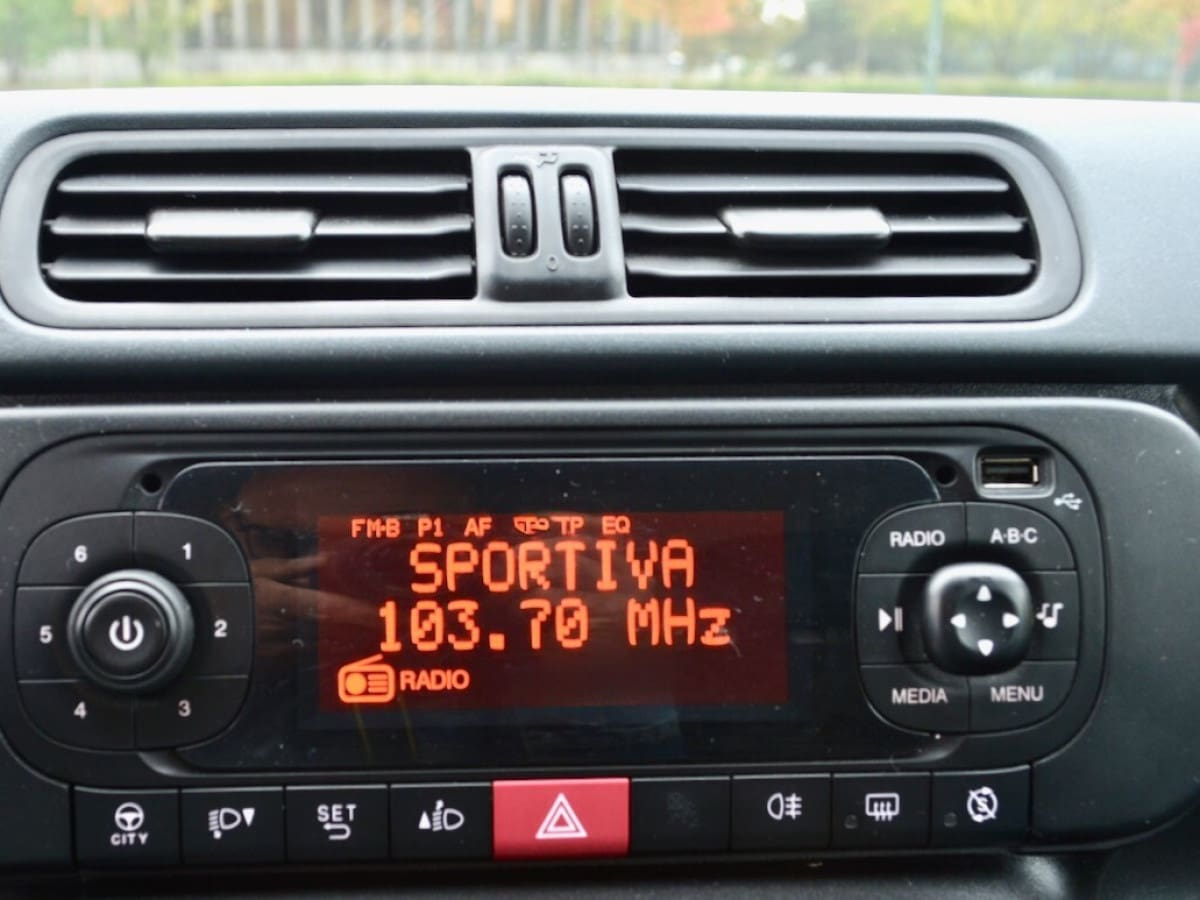 FM-B P1 AF TP EQ
SPORTIVA
103.70 MHz
RADIO
6 1
5 2
4 3
RADIO A·B·C
MEDIA MENU
CITY
SET
0